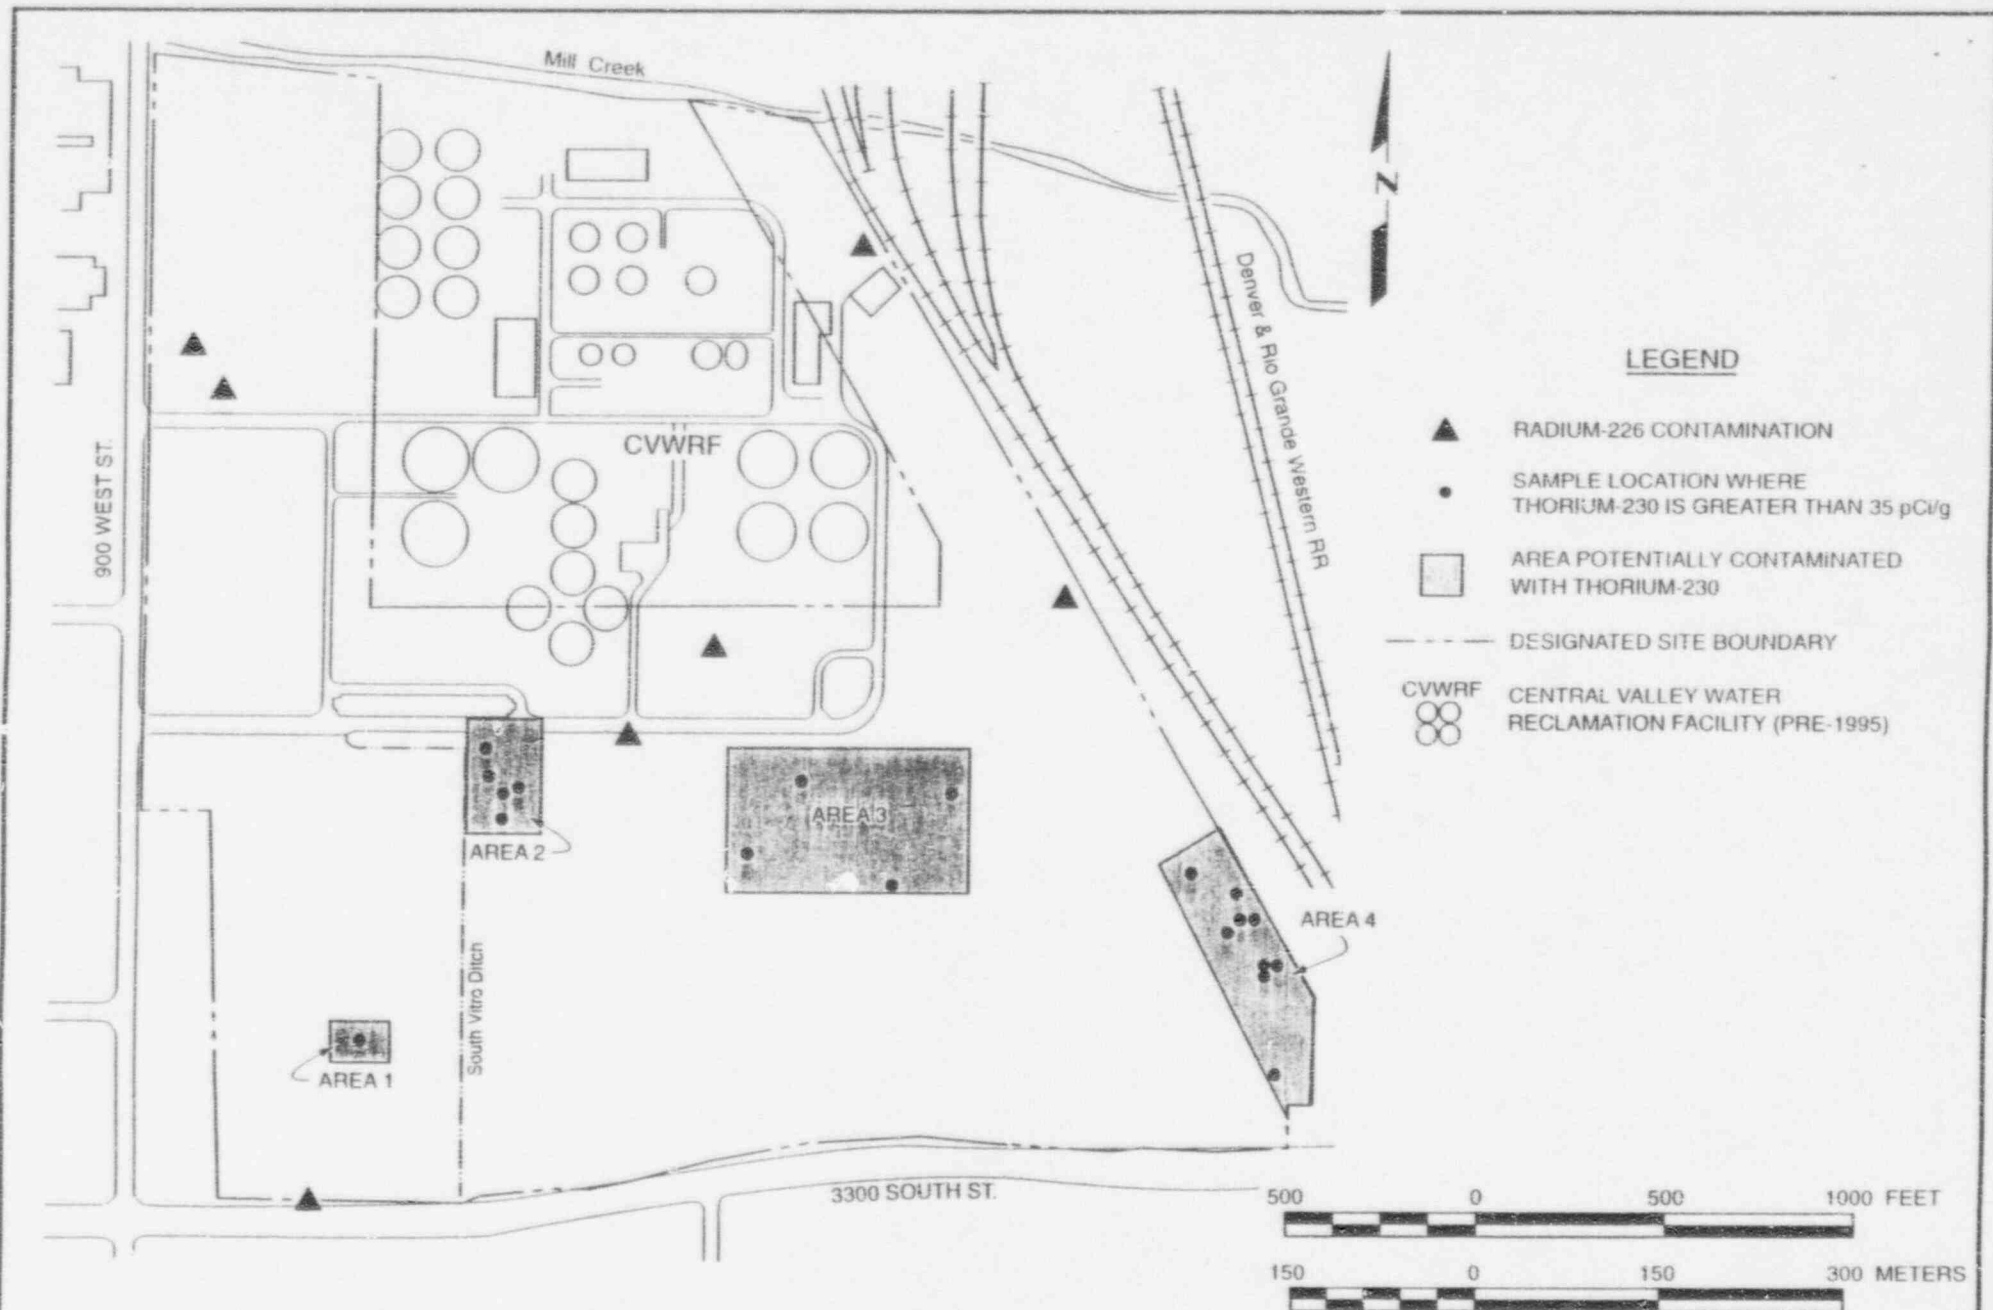 Mill Creek
N
900 WEST ST.
Denver & Rio Grande Western RR
CVWRF
LEGEND
RADIUM-226 CONTAMINATION
SAMPLE LOCATION WHERE
THORIUM-230 IS GREATER THAN 35 pCi/g
AREA POTENTIALLY CONTAMINATED
WITH THORIUM-230
DESIGNATED SITE BOUNDARY
CVWRF
CENTRAL VALLEY WATER
RECLAMATION FACILITY (PRE-1995)
AREA 3
AREA 2
AREA 4
South Vitro Ditch
AREA 1
3300 SOUTH ST.
500 0 500 1000 FEET
150 0 150 300 METERS